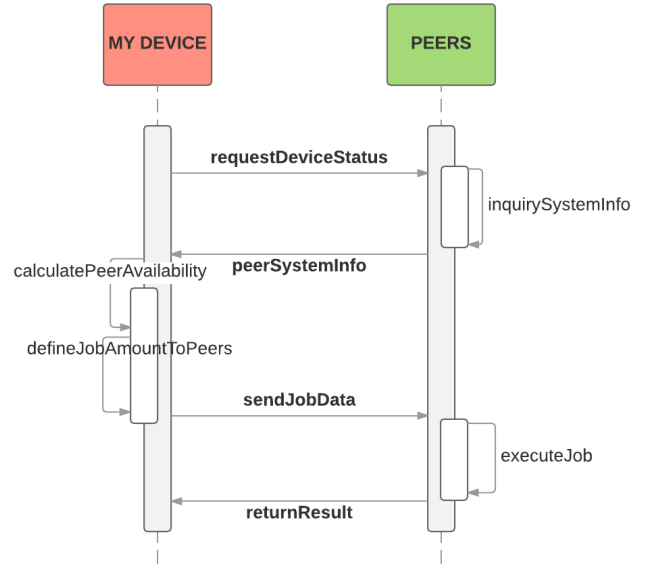 MY DEVICE
PEERS
requestDeviceStatus
inquirySystemInfo
peerSystemInfo
calculatePeerAvailability
defineJobAmountToPeers
sendJobData
executeJob
returnResult